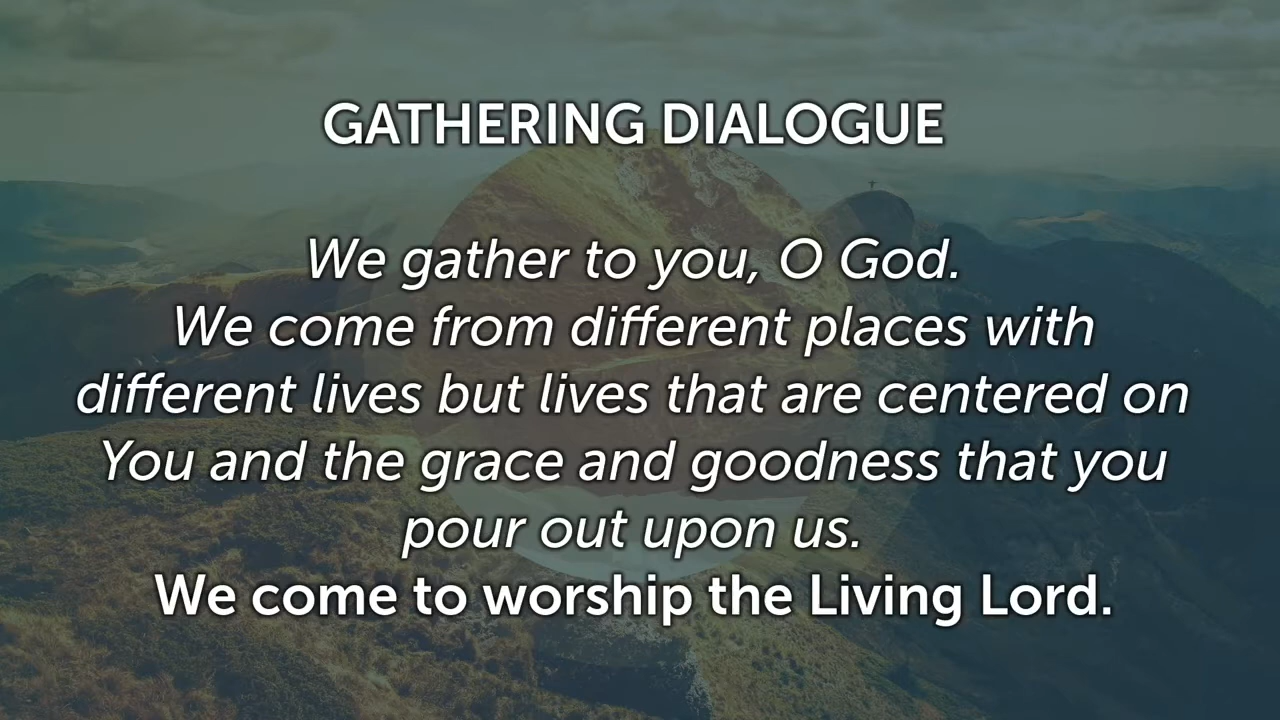 GATHERING DIALOGUE
We gather to you, O God.
We come from different places with
different lives but lives that are centered on
You and the grace and goodness that you
pour out upon us.
We come to worship the Living Lord.